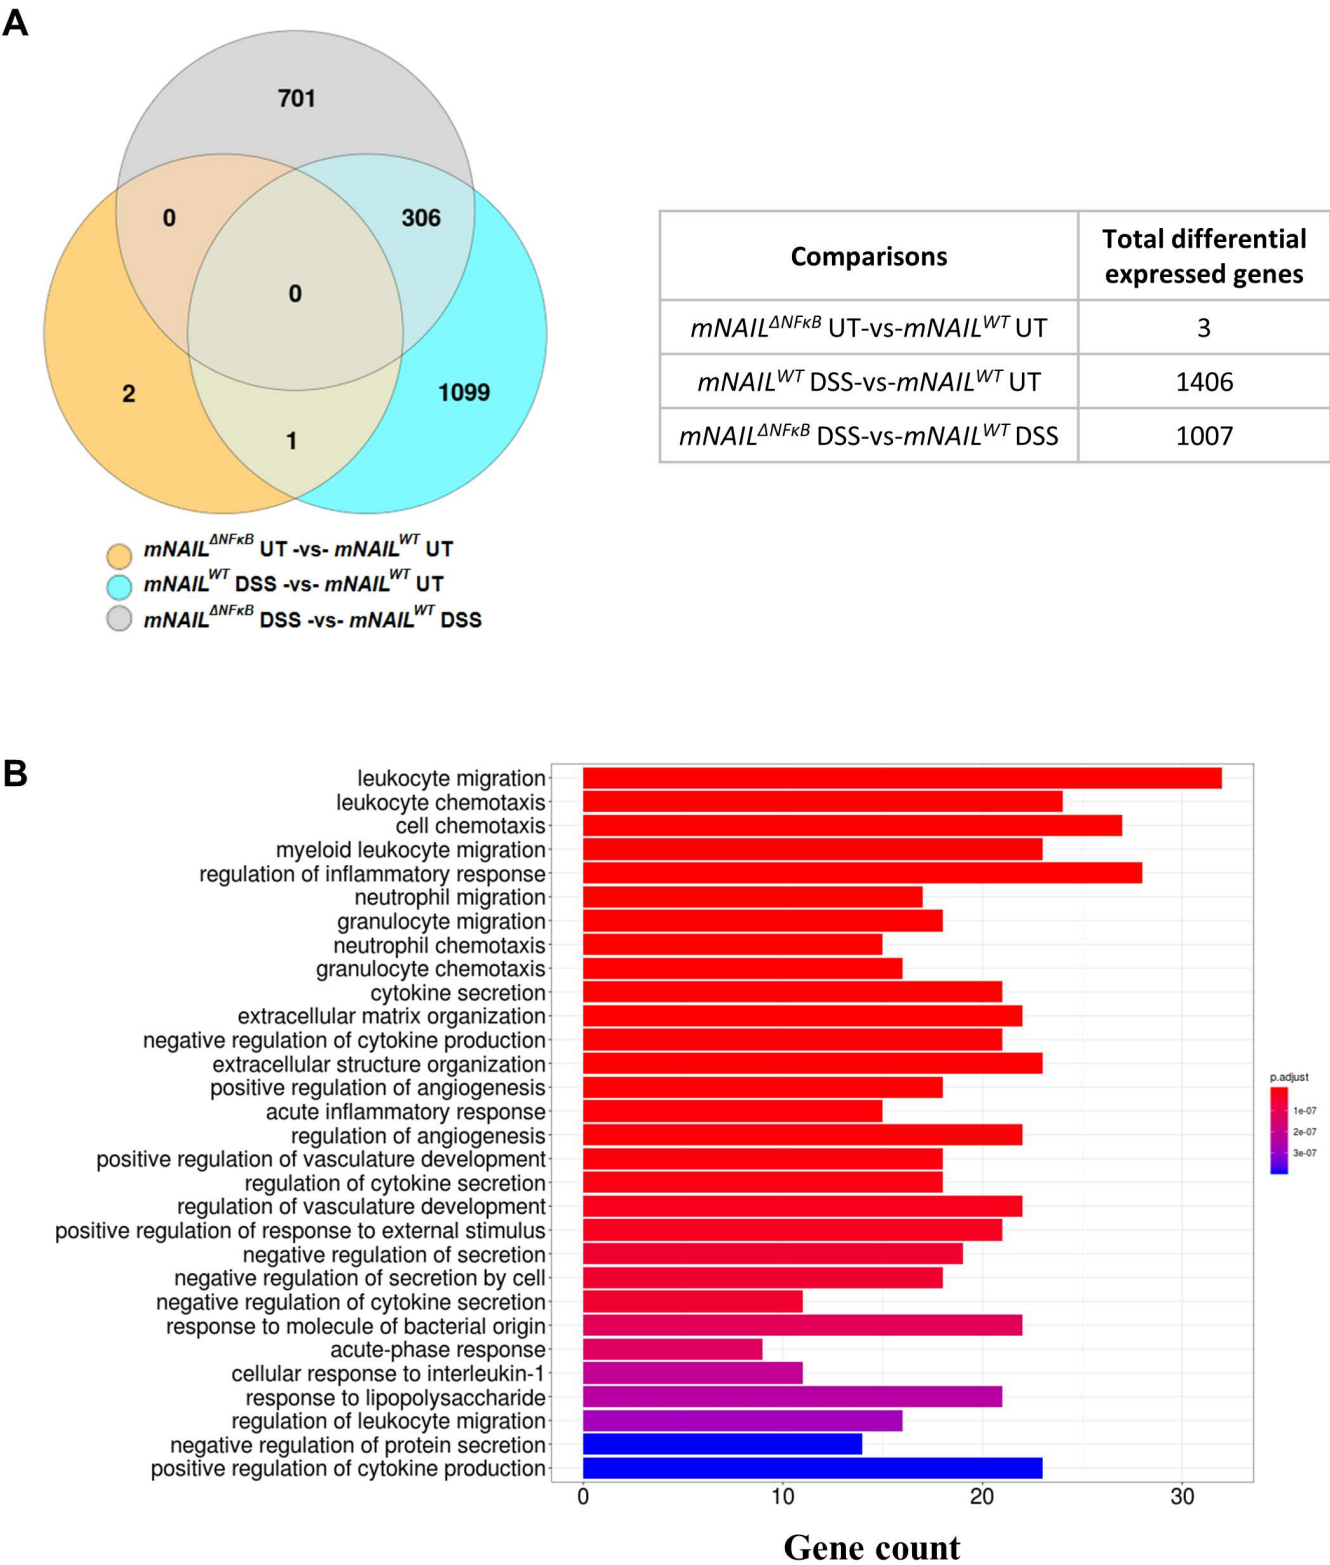 A
701
0
306
0
2
1099
1
mNAIL^ΔNFκB UT -vs- mNAIL^WT UT
mNAIL^WT DSS -vs- mNAIL^WT UT
mNAIL^ΔNFκB DSS -vs- mNAIL^WT DSS
Comparisons
Total differential
expressed genes
mNAIL^ΔNFκB UT-vs-mNAIL^WT UT
3
mNAIL^WT DSS-vs-mNAIL^WT UT
1406
mNAIL^ΔNFκB DSS-vs-mNAIL^WT DSS
1007
B
leukocyte migration
leukocyte chemotaxis
cell chemotaxis
myeloid leukocyte migration
regulation of inflammatory response
neutrophil migration
granulocyte migration
neutrophil chemotaxis
granulocyte chemotaxis
cytokine secretion
extracellular matrix organization
negative regulation of cytokine production
extracellular structure organization
positive regulation of angiogenesis
acute inflammatory response
regulation of angiogenesis
positive regulation of vasculature development
regulation of cytokine secretion
regulation of vasculature development
positive regulation of response to external stimulus
negative regulation of secretion
negative regulation of secretion by cell
negative regulation of cytokine secretion
response to molecule of bacterial origin
acute-phase response
cellular response to interleukin-1
response to lipopolysaccharide
regulation of leukocyte migration
negative regulation of protein secretion
positive regulation of cytokine production
0 10 20 30
Gene count
p.adjust
1e-07
2e-07
3e-07